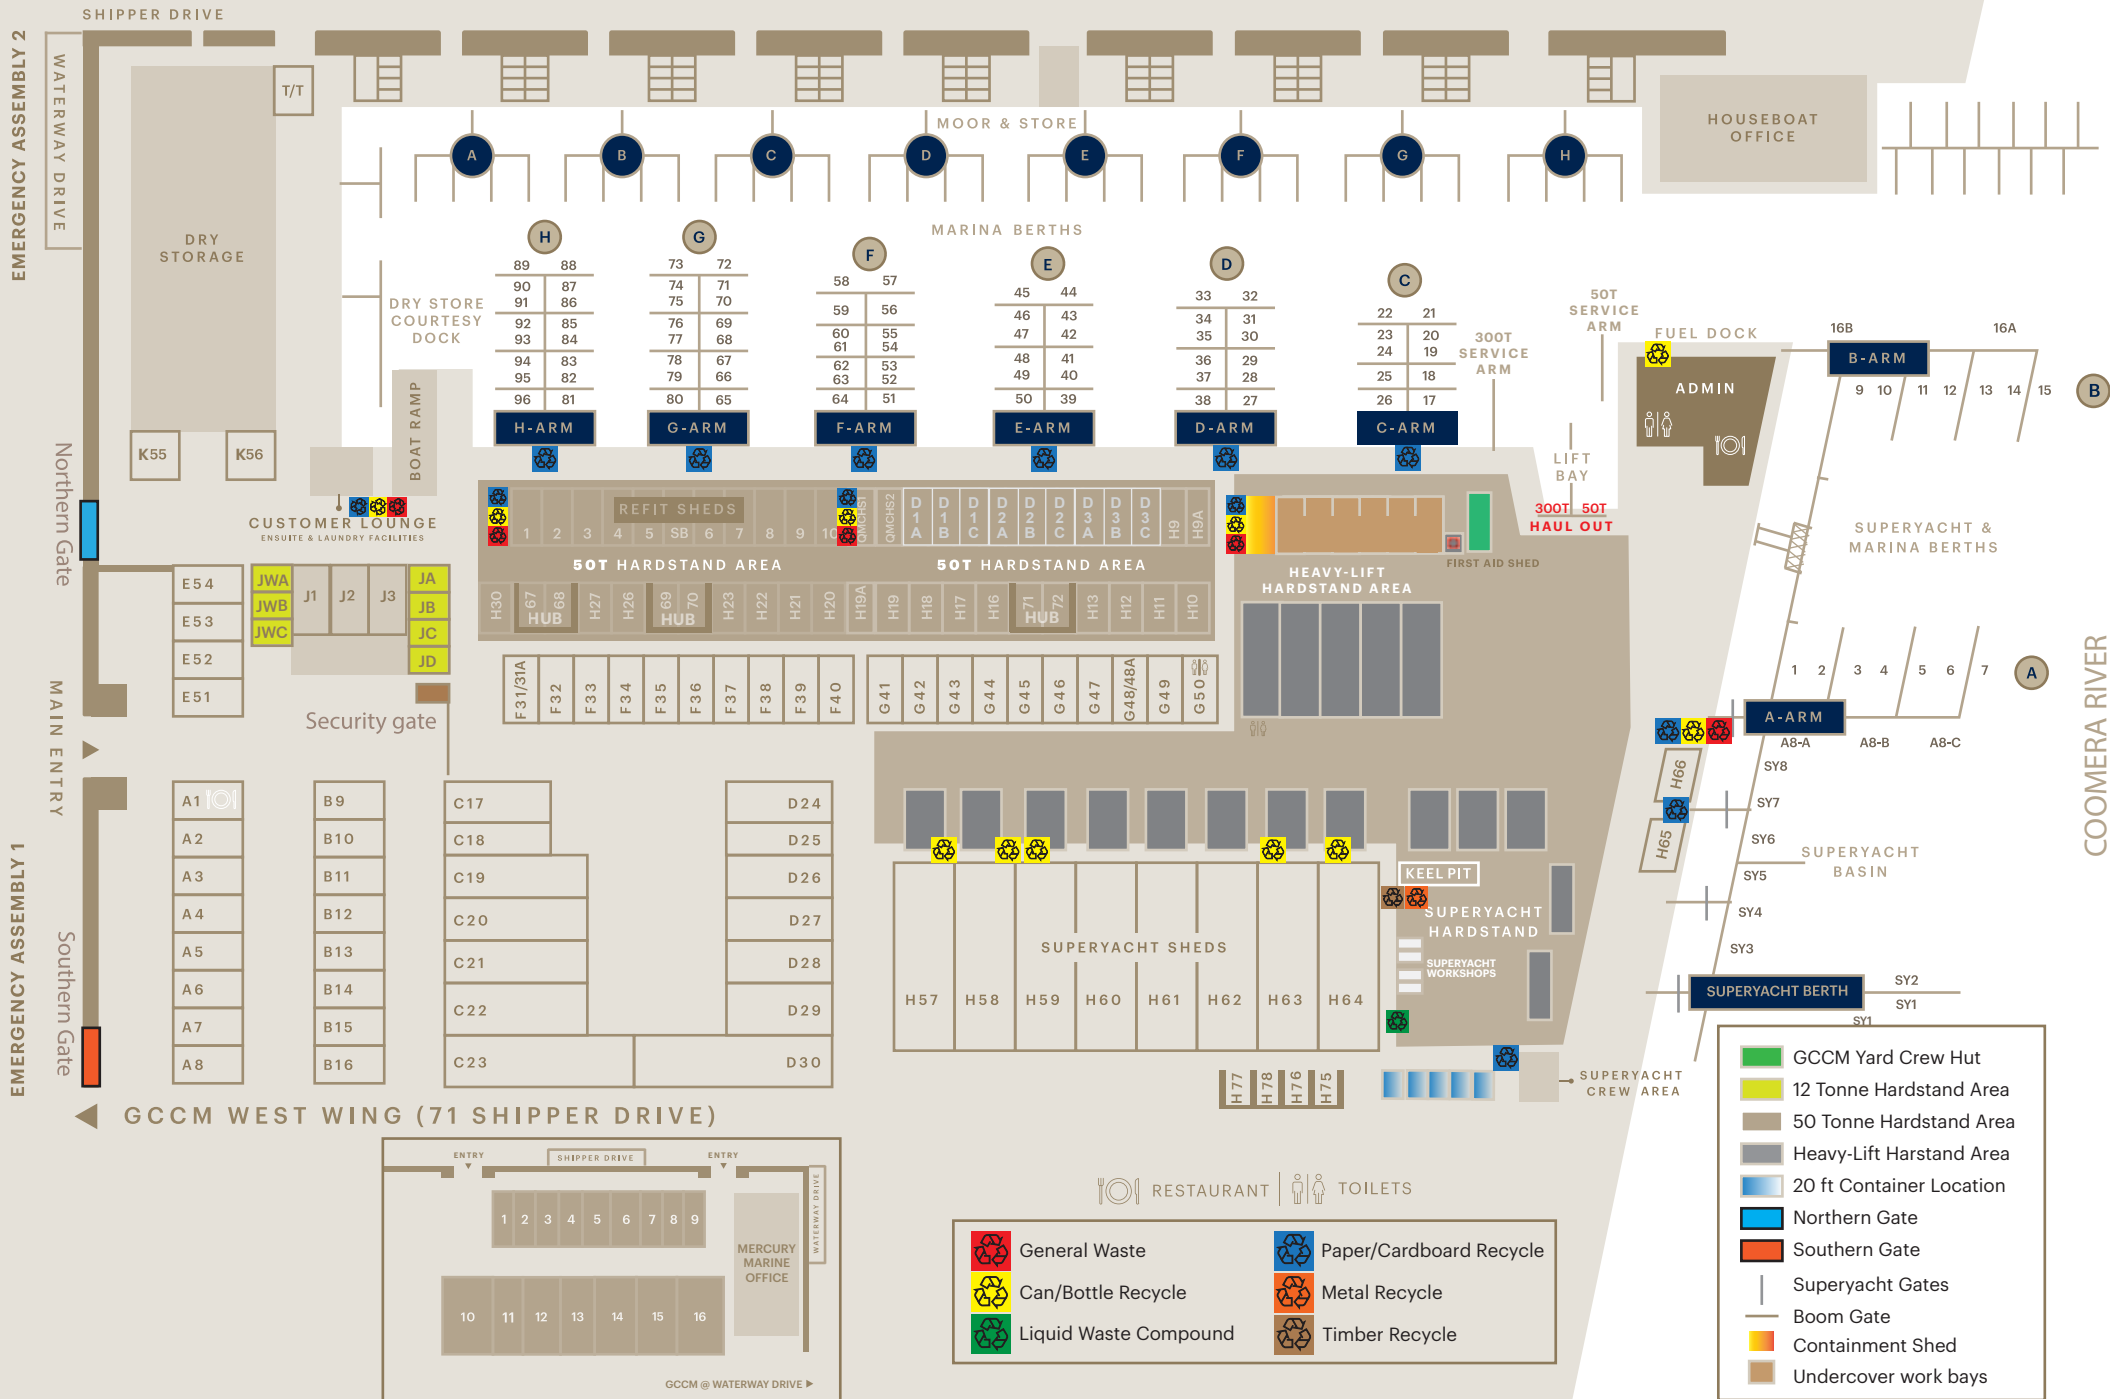 SHIPPER DRIVE
EMERGENCY ASSEMBLY 2
WATERWAY DRIVE
T/T
DRY
STORAGE
MOOR & STORE
A
B
C
D
E
F
G
H
HOUSEBOAT
OFFICE
MARINA BERTHS
H
G
F
E
D
C
DRY STORE
COURTESY
DOCK
BOAT RAMP
89 88
90 87
91 86
92 85
93 84
94 83
95 82
96 81
H-ARM
73 72
74 71
75 70
76 69
77 68
78 67
79 66
80 65
G-ARM
58 57
59 56
60 55
61 54
62 53
63 52
64 51
F-ARM
45 44
46 43
47 42
48 41
49 40
50 39
E-ARM
33 32
34 31
35 30
36 29
37 28
38 27
D-ARM
22 21
23 20
24 19
25 18
26 17
C-ARM
300T
SERVICE
ARM
50T
SERVICE
ARM
FUEL DOCK
ADMIN
LIFT
BAY
300T 50T
HAUL OUT
16B
16A
B-ARM
9 10 11 12 13 14 15
B
SUPERYACHT &
MARINA BERTHS
K55
K56
Northern Gate
CUSTOMER LOUNGE
ENSUITE & LAUNDRY FACILITIES
REFIT SHEDS
1 2 3 4 5 SB 6 7 8 9 10
QMCHS1
QMCHS2
D1A
D1B
D1C
D2A
D2B
D2C
D3A
D3B
D3C
H9
H9A
50T HARDSTAND AREA
50T HARDSTAND AREA
H30
67
68
HUB
H27
H26
69
70
HUB
H23
H22
H21
H20
H19A
H19
H18
H17
H16
71
72
HUB
H13
H12
H11
H10
FIRST AID SHED
HEAVY-LIFT
HARDSTAND AREA
E54
E53
E52
E51
JWA
JWB
JWC
J1
J2
J3
JA
JB
JC
JD
Security gate
MAIN ENTRY
F31/31A
F32
F33
F34
F35
F36
F37
F38
F39
F40
G41
G42
G43
G44
G45
G46
G47
G48/48A
G49
G50
1 2 3 4 5 6 7
A
A-ARM
A8-A
A8-B
A8-C
SY8
SY7
SY6
SY5
SY4
SY3
SUPERYACHT
BASIN
COOMERA RIVER
H66
H65
SUPERYACHT BERTH
SY2
SY1
SY1
EMERGENCY ASSEMBLY 1
Southern Gate
A1
A2
A3
A4
A5
A6
A7
A8
B9
B10
B11
B12
B13
B14
B15
B16
C17
C18
C19
C20
C21
C22
C23
D24
D25
D26
D27
D28
D29
D30
KEEL PIT
SUPERYACHT
HARDSTAND
SUPERYACHT
WORKSHOPS
SUPERYACHT SHEDS
H57
H58
H59
H60
H61
H62
H63
H64
H77
H78
H76
H75
SUPERYACHT
CREW AREA
GCCM WEST WING (71 SHIPPER DRIVE)
ENTRY
SHIPPER DRIVE
ENTRY
WATERWAY DRIVE
1 2 3 4 5 6 7 8 9
MERCURY
MARINE
OFFICE
10 11 12 13 14 15 16
GCCM @ WATERWAY DRIVE
RESTAURANT
TOILETS
General Waste
Can/Bottle Recycle
Liquid Waste Compound
Paper/Cardboard Recycle
Metal Recycle
Timber Recycle
GCCM Yard Crew Hut
12 Tonne Hardstand Area
50 Tonne Hardstand Area
Heavy-Lift Harstand Area
20 ft Container Location
Northern Gate
Southern Gate
Superyacht Gates
Boom Gate
Containment Shed
Undercover work bays